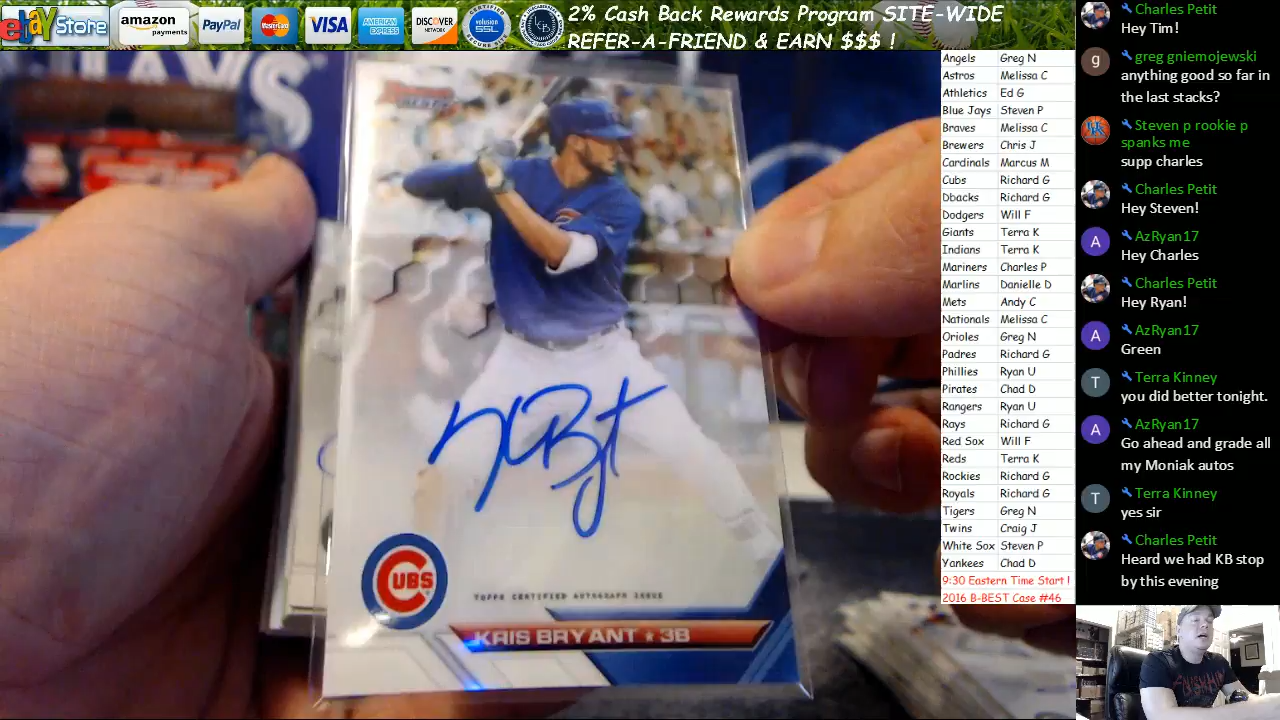 ebay Store
amazon
payments
PayPal
MasterCard
VISA
AMERICAN
EXPRESS
DISCOVER
NETWORK
volusion
SSL
2% Cash Back Rewards Program SITE-WIDE
REFER-A-FRIEND & EARN $$$ !
CUBS
TOPPS CERTIFIED AUTOGRAPH ISSUE
KRIS BRYANT ★ 3B
Angels Greg N
Astros Melissa C
Athletics Ed G
Blue Jays Steven P
Braves Melissa C
Brewers Chris J
Cardinals Marcus M
Cubs Richard G
Dbacks Richard G
Dodgers Will F
Giants Terra K
Indians Terra K
Mariners Charles P
Marlins Danielle D
Mets Andy C
Nationals Melissa C
Orioles Greg N
Padres Richard G
Phillies Ryan U
Pirates Chad D
Rangers Ryan U
Rays Richard G
Red Sox Will F
Reds Terra K
Rockies Richard G
Royals Richard G
Tigers Greg N
Twins Craig J
White Sox Steven P
Yankees Chad D
9:30 Eastern Time Start !
2016 B-BEST Case #46
Charles Petit
Hey Tim!
g
greg gniemojewski
anything good so far in
the last stacks?
Steven p rookie p
spanks me
supp charles
Charles Petit
Hey Steven!
A
AzRyan17
Hey Charles
Charles Petit
Hey Ryan!
A
AzRyan17
Green
T
Terra Kinney
you did better tonight.
A
AzRyan17
Go ahead and grade all
my Moniak autos
T
Terra Kinney
yes sir
Charles Petit
Heard we had KB stop
by this evening